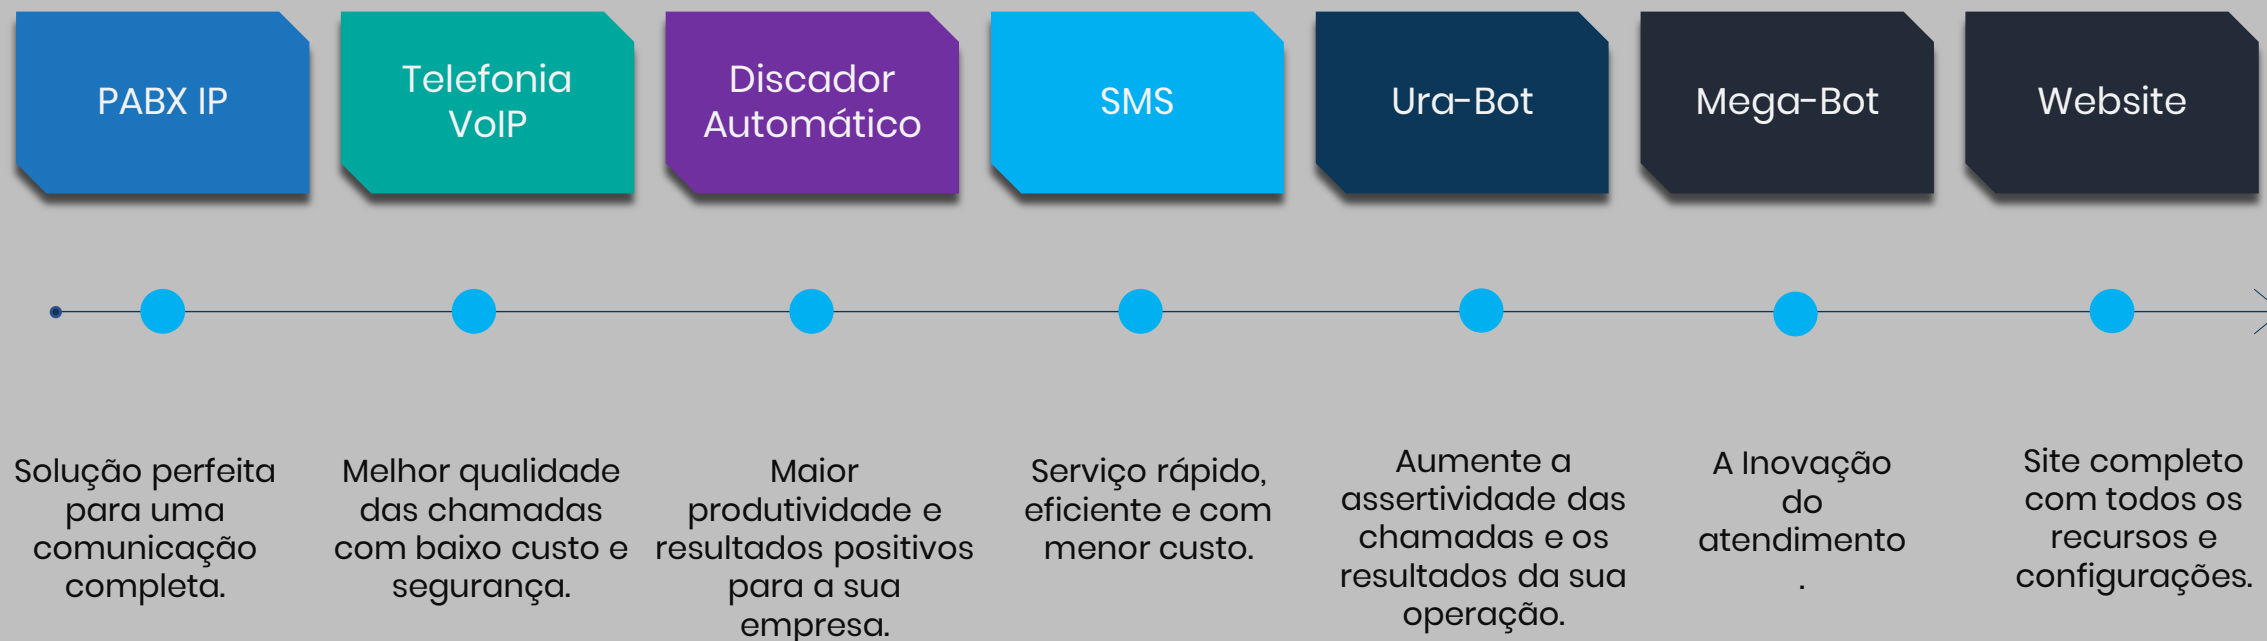 PABX IP
Telefonia
VoIP
Discador
Automático
SMS
Ura-Bot
Mega-Bot
Website
Solução perfeita
para uma
comunicação
completa.
Melhor qualidade
das chamadas
com baixo custo e
segurança.
Maior
produtividade e
resultados positivos
para a sua
empresa.
Serviço rápido,
eficiente e com
menor custo.
Aumente a
assertividade das
chamadas e os
resultados da sua
operação.
A Inovação
do
atendimento
.
Site completo
com todos os
recursos e
configurações.